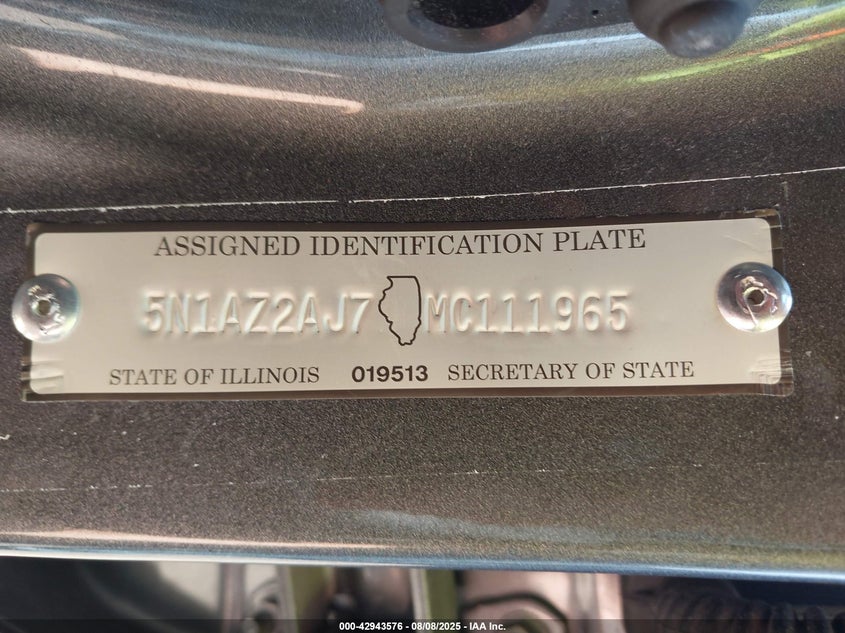 ASSIGNED IDENTIFICATION PLATE
5N1AZ2AJ7 MC111965
STATE OF ILLINOIS 019513 SECRETARY OF STATE
000-42943576 - 08/08/2025 - IAA Inc.